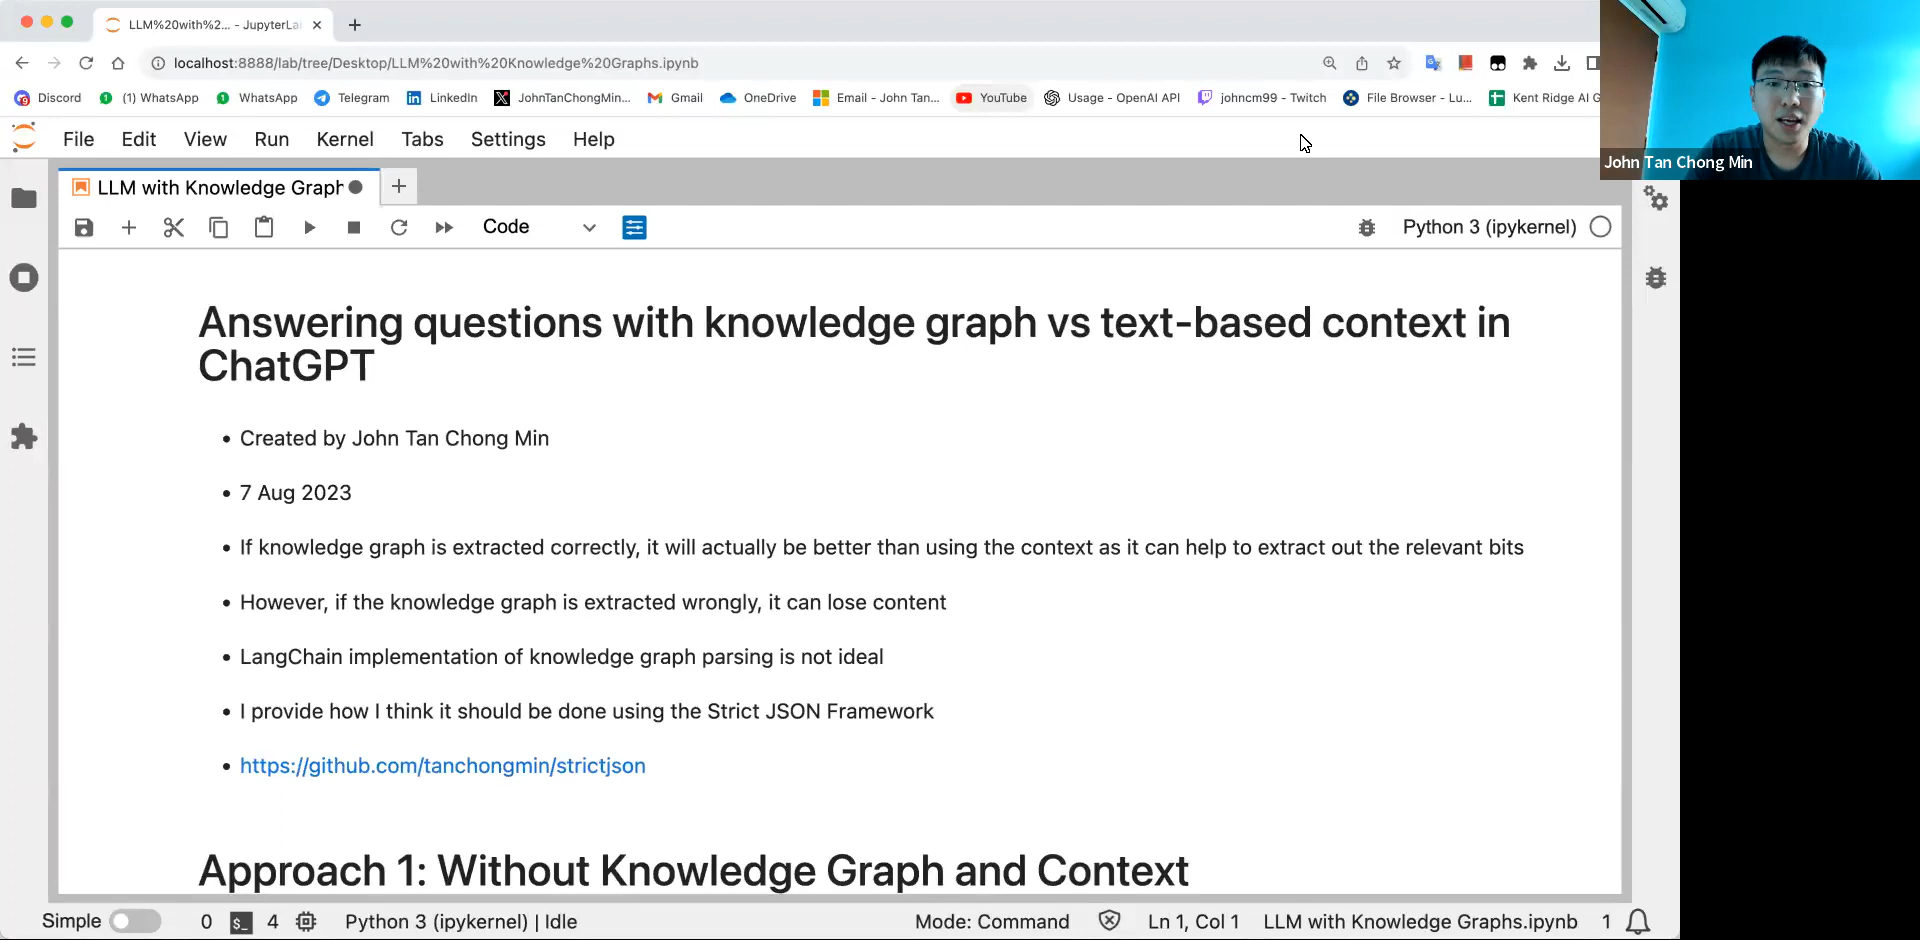 LLM%20with%2... - JupyterLa
localhost:8888/lab/tree/Desktop/LLM%20with%20Knowledge%20Graphs.ipynb
Discord (1) WhatsApp WhatsApp Telegram LinkedIn JohnTanChongMin... Gmail OneDrive Email - John Tan... YouTube Usage - OpenAI API johncm99 - Twitch File Browser - Lu... Kent Ridge AI G
John Tan Chong Min
File Edit View Run Kernel Tabs Settings Help
LLM with Knowledge Graph
Code Python 3 (ipykernel)
Answering questions with knowledge graph vs text-based context in
ChatGPT
• Created by John Tan Chong Min
• 7 Aug 2023
• If knowledge graph is extracted correctly, it will actually be better than using the context as it can help to extract out the relevant bits
• However, if the knowledge graph is extracted wrongly, it can lose content
• LangChain implementation of knowledge graph parsing is not ideal
• I provide how I think it should be done using the Strict JSON Framework
• https://github.com/tanchongmin/strictjson
Approach 1: Without Knowledge Graph and Context
Simple 0 $_ 4 Python 3 (ipykernel) | Idle Mode: Command Ln 1, Col 1 LLM with Knowledge Graphs.ipynb 1